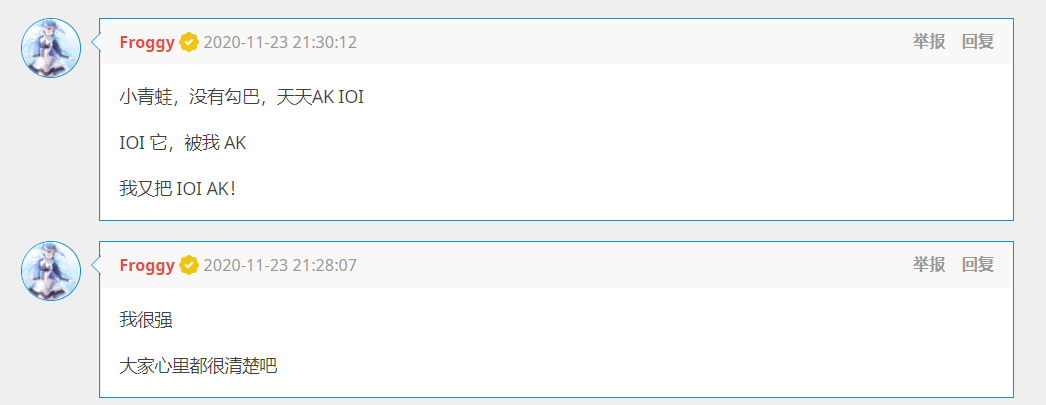 Froggy 2020-11-23 21:30:12 举报 回复
小青蛙，没有勾巴，天天AK IOI
IOI 它，被我 AK
我又把 IOI AK！
Froggy 2020-11-23 21:28:07 举报 回复
我很强
大家心里都很清楚吧